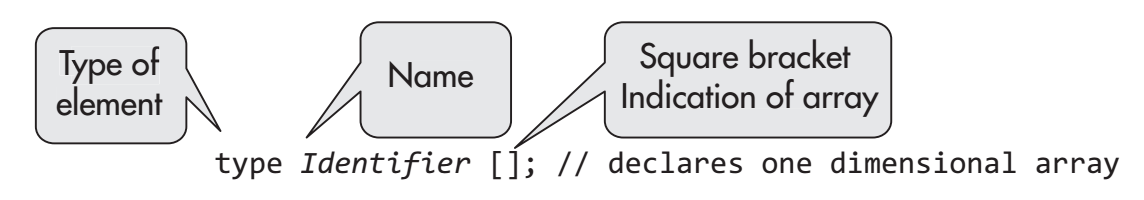 Type of
element
Name
Square bracket
Indication of array
type Identifier []; // declares one dimensional array